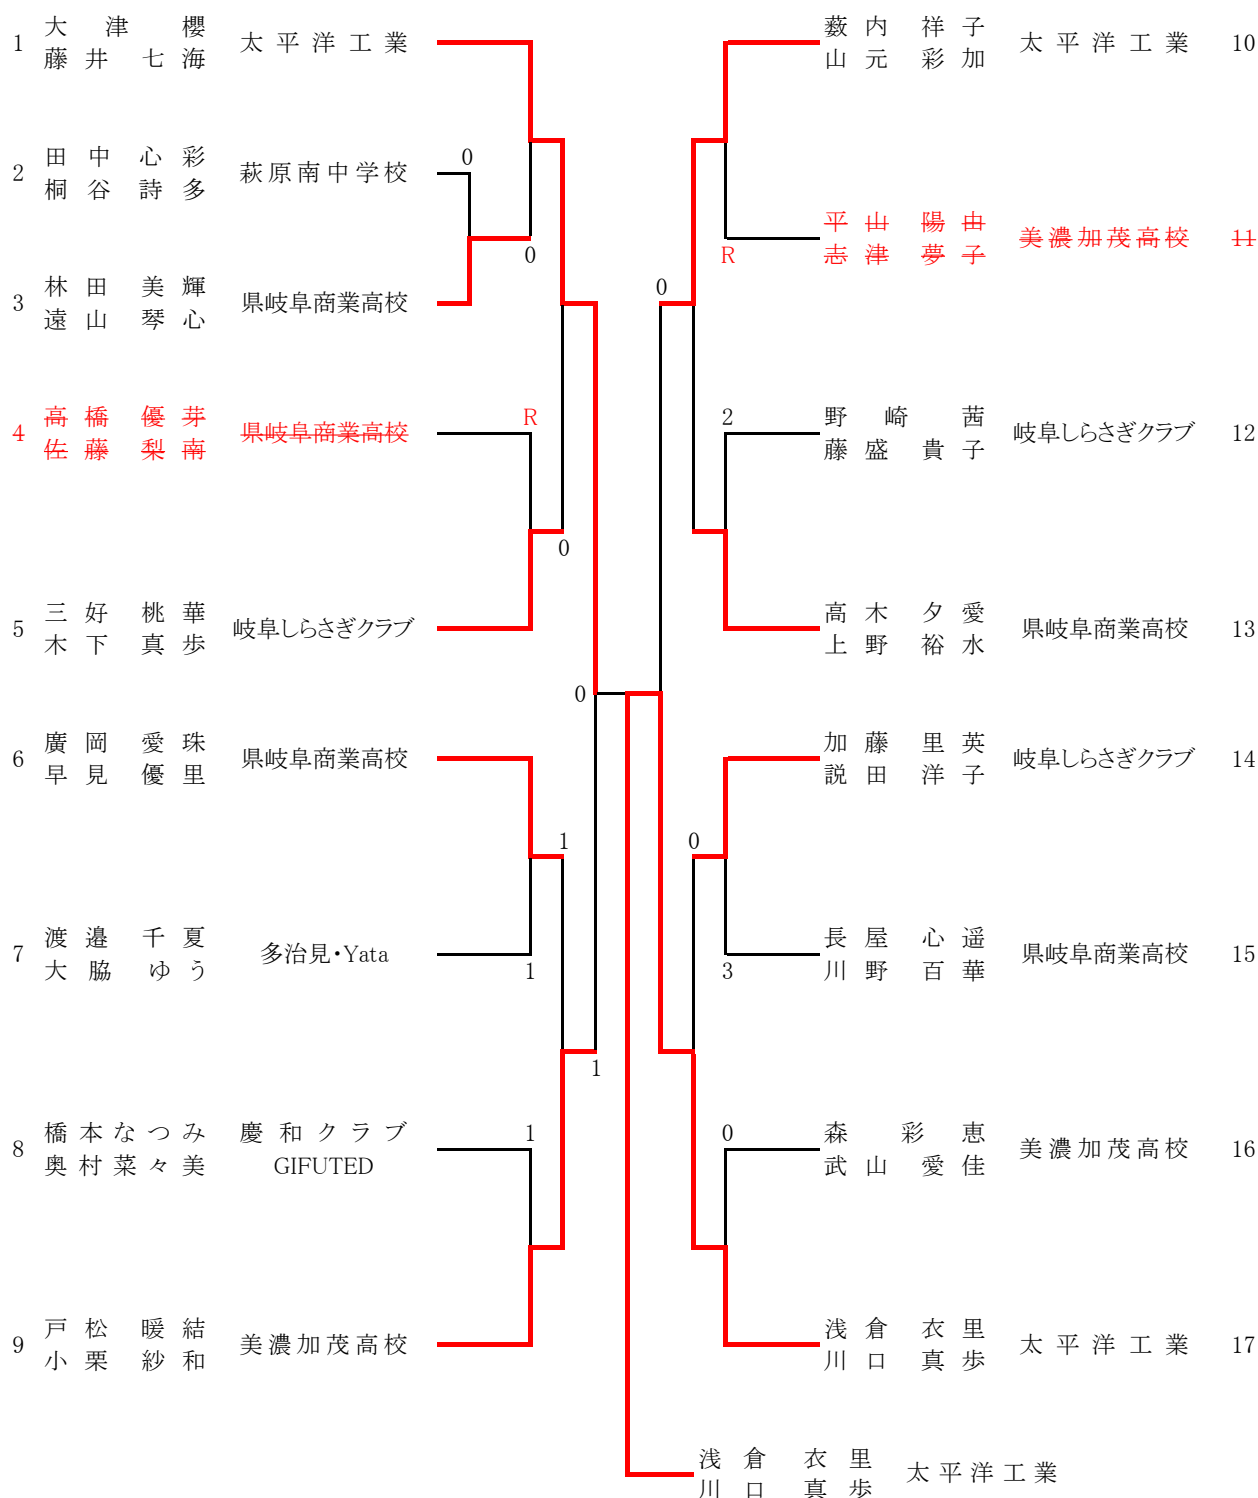 1 大津櫻 太平洋工業
藤井七海
0
2 田中心彩 萩原南中学校
桐谷詩多
0
3 林田美輝 県岐阜商業高校
遠山琴心
4 高橋優芽 県岐阜商業高校 R
佐藤梨南
0
5 三好桃華 岐阜しらさぎクラブ
木下真歩
0
6 廣岡愛珠 県岐阜商業高校
早見優里
1
7 渡邉千夏 多治見・Yata
大脇ゆう
1
1
8 橋本なつみ 慶和クラブ 1
奥村菜々美 GIFUTED
9 戸松暖結 美濃加茂高校
小栗紗和
薮内祥子 太平洋工業 10
山元彩加
平山陽由 美濃加茂高校 11
志津夢子
R
0
2 野崎茜 岐阜しらさぎクラブ 12
藤盛貴子
高木夕愛 県岐阜商業高校 13
上野裕水
加藤里英 岐阜しらさぎクラブ 14
説田洋子
0
長屋心遥 県岐阜商業高校 15
川野百華
3
0 森彩恵 美濃加茂高校 16
武山愛佳
浅倉衣里 太平洋工業 17
川口真歩
浅倉衣里 太平洋工業
川口真歩